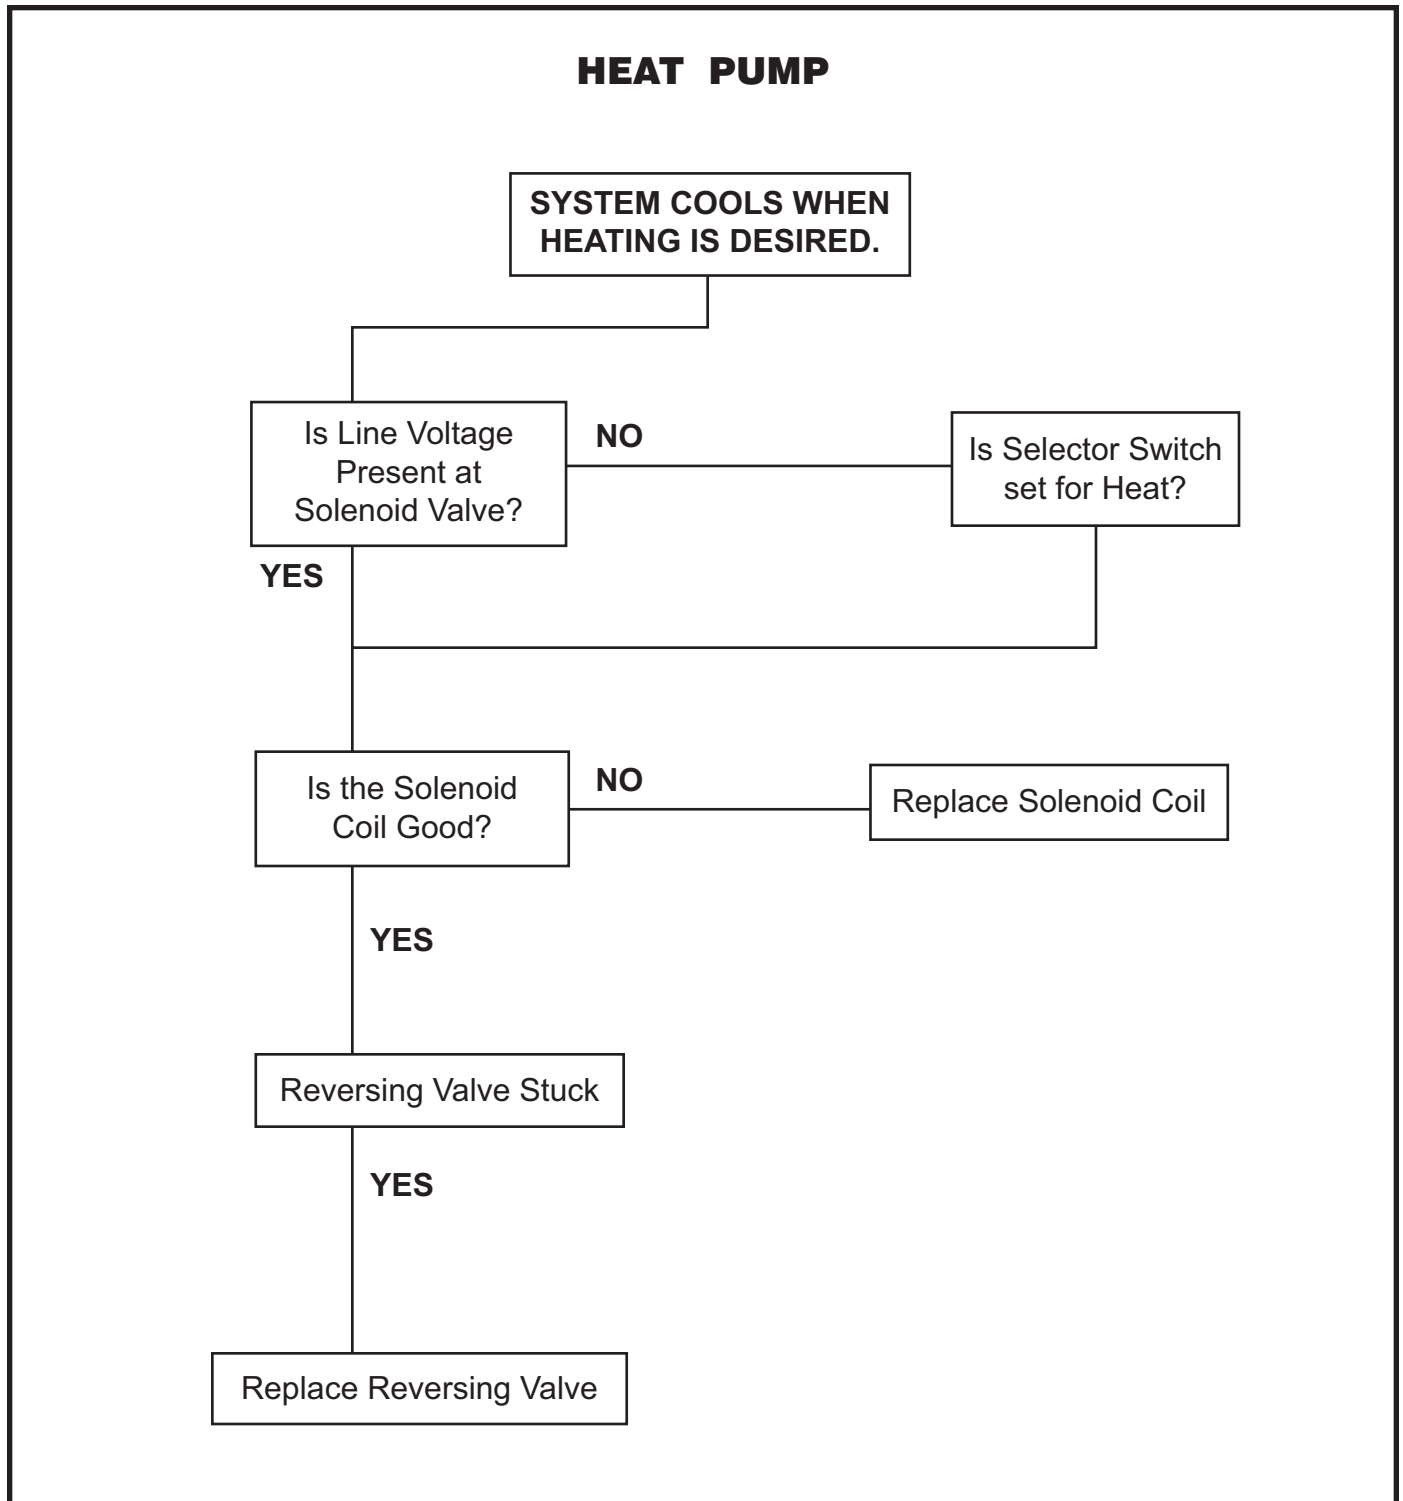 HEAT PUMP
SYSTEM COOLS WHEN
HEATING IS DESIRED.
Is Line Voltage
Present at
Solenoid Valve?
NO
Is Selector Switch
set for Heat?
YES
Is the Solenoid
Coil Good?
NO
Replace Solenoid Coil
YES
Reversing Valve Stuck
YES
Replace Reversing Valve